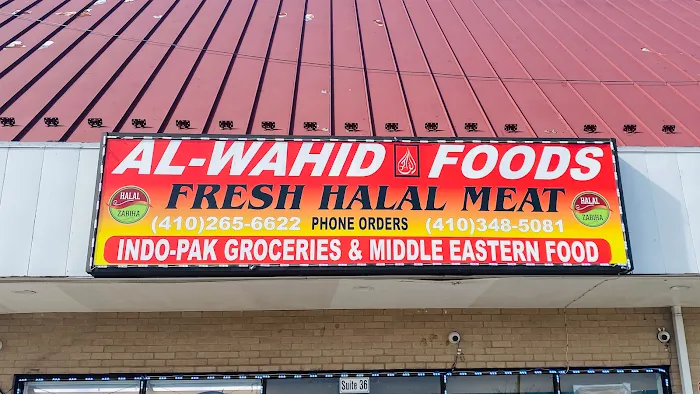 AL-WAHID FOODS
FRESH HALAL MEAT
HALAL ZABIHA
HALAL ZABIHA
(410)265-6622 PHONE ORDERS (410)348-5081
INDO-PAK GROCERIES & MIDDLE EASTERN FOOD
Suite 36